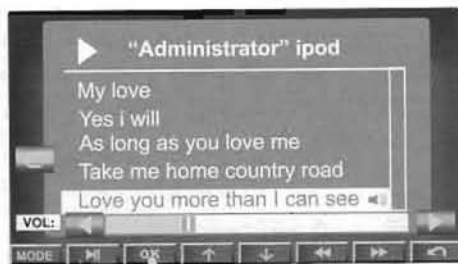 “Administrator” ipod
My love
Yes i will
As long as you love me
Take me home country road
Love you more than I can see
VOL:
MODE
OK